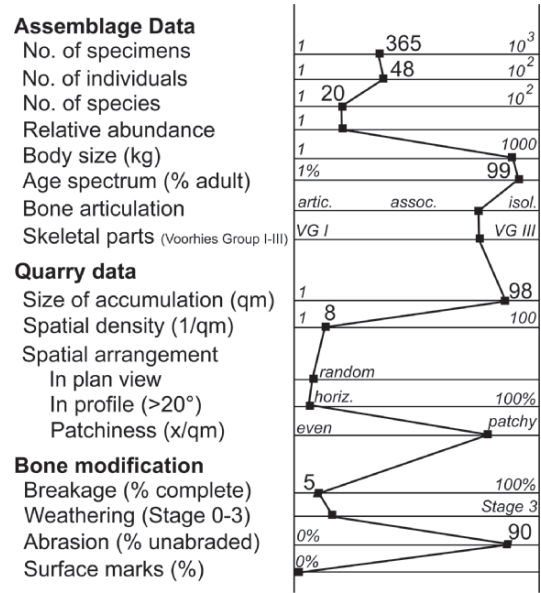 Assemblage Data
No. of specimens 1 365 10³
No. of individuals 1 48 10²
No. of species 1 20 10²
Relative abundance 1
Body size (kg) 1 1000
Age spectrum (% adult) 1% 99
Bone articulation artic. assoc. isol.
Skeletal parts (Voorhies Group I-III) VG I VG III
Quarry data
Size of accumulation (qm) 1 98
Spatial density (1/qm) 1 8 100
Spatial arrangement
In plan view random
In profile (>20°) horiz. 100%
Patchiness (x/qm) even patchy
Bone modification
Breakage (% complete) 5 100%
Weathering (Stage 0-3) Stage 3
Abrasion (% unabraded) 0% 90
Surface marks (%) 0%